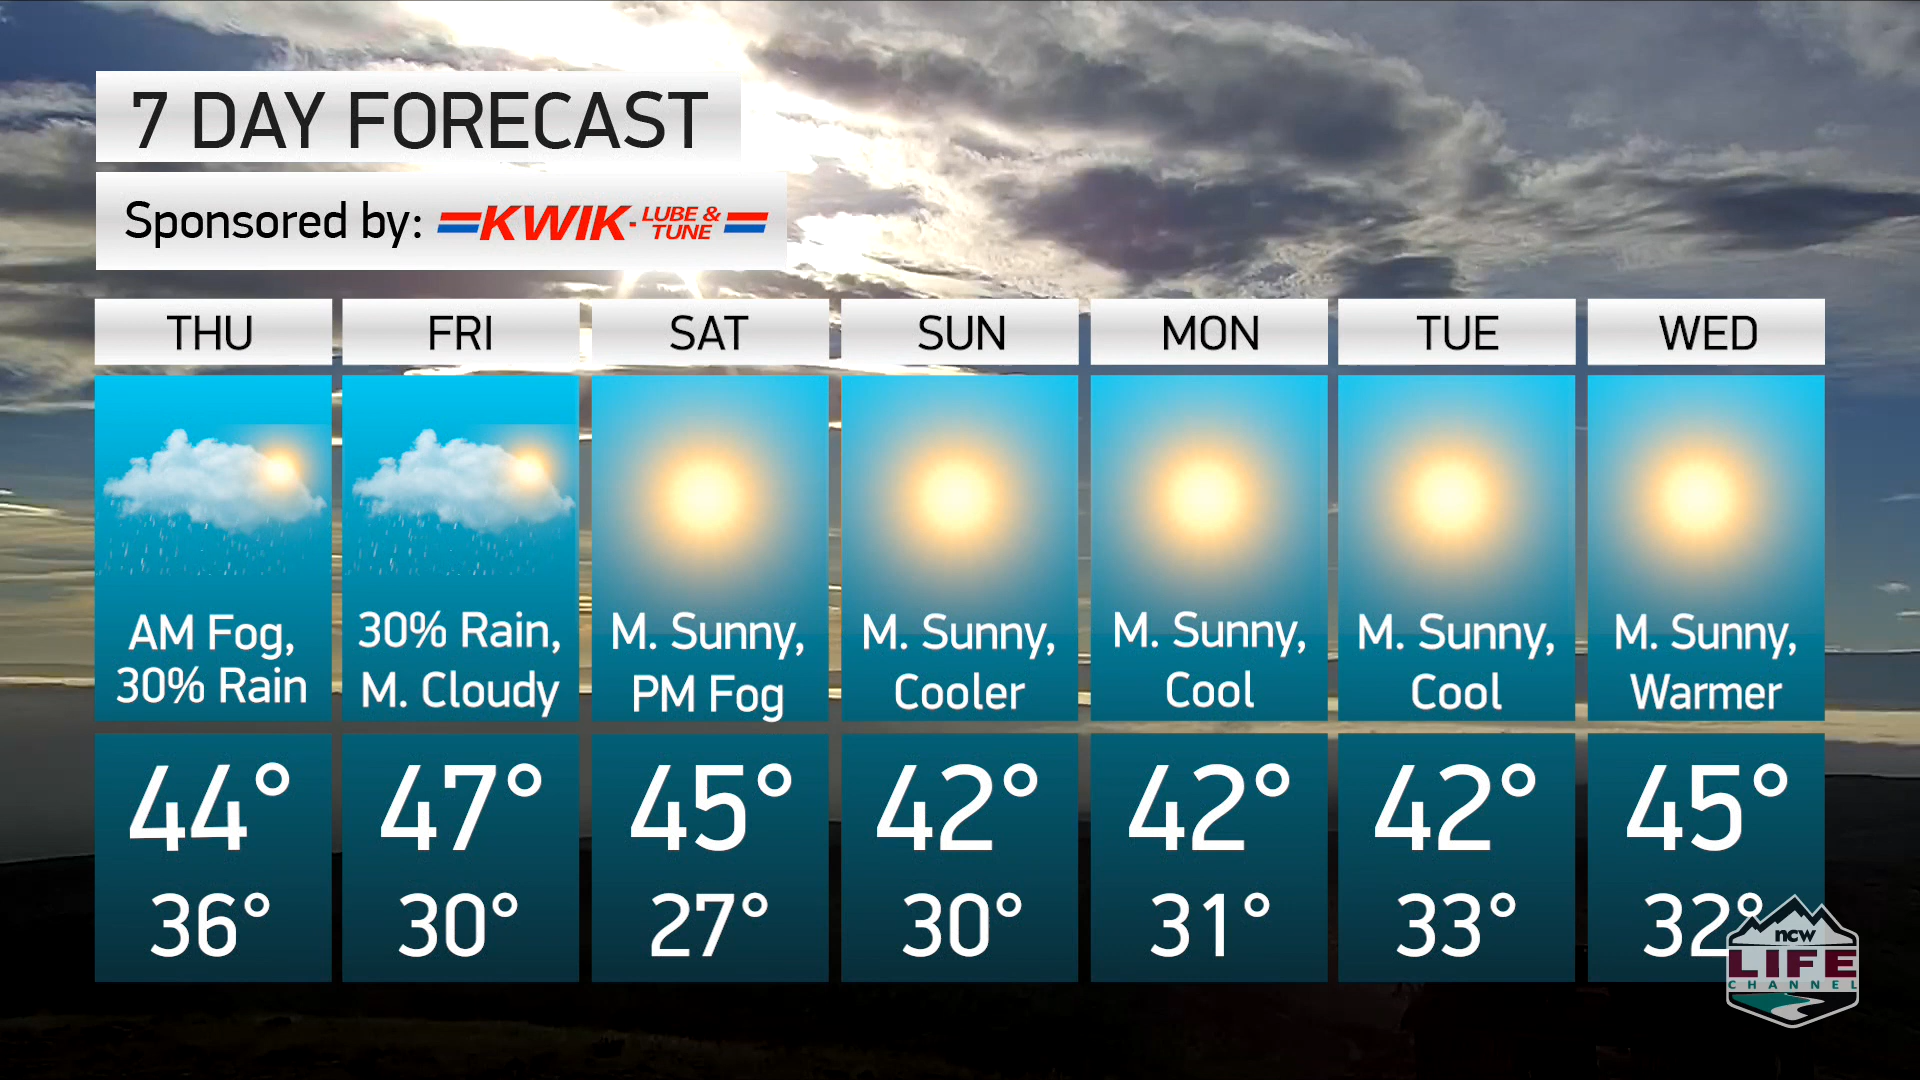 7 DAY FORECAST
Sponsored by: KWIK-LUBE & TUNE
THU FRI SAT SUN MON TUE WED
AM Fog,
30% Rain
30% Rain,
M. Cloudy
M. Sunny,
PM Fog
M. Sunny,
Cooler
M. Sunny,
Cool
M. Sunny,
Cool
M. Sunny,
Warmer
44° 47° 45° 42° 42° 42° 45°
36° 30° 27° 30° 31° 33° 32°
ncw
LIFE
CHANNEL